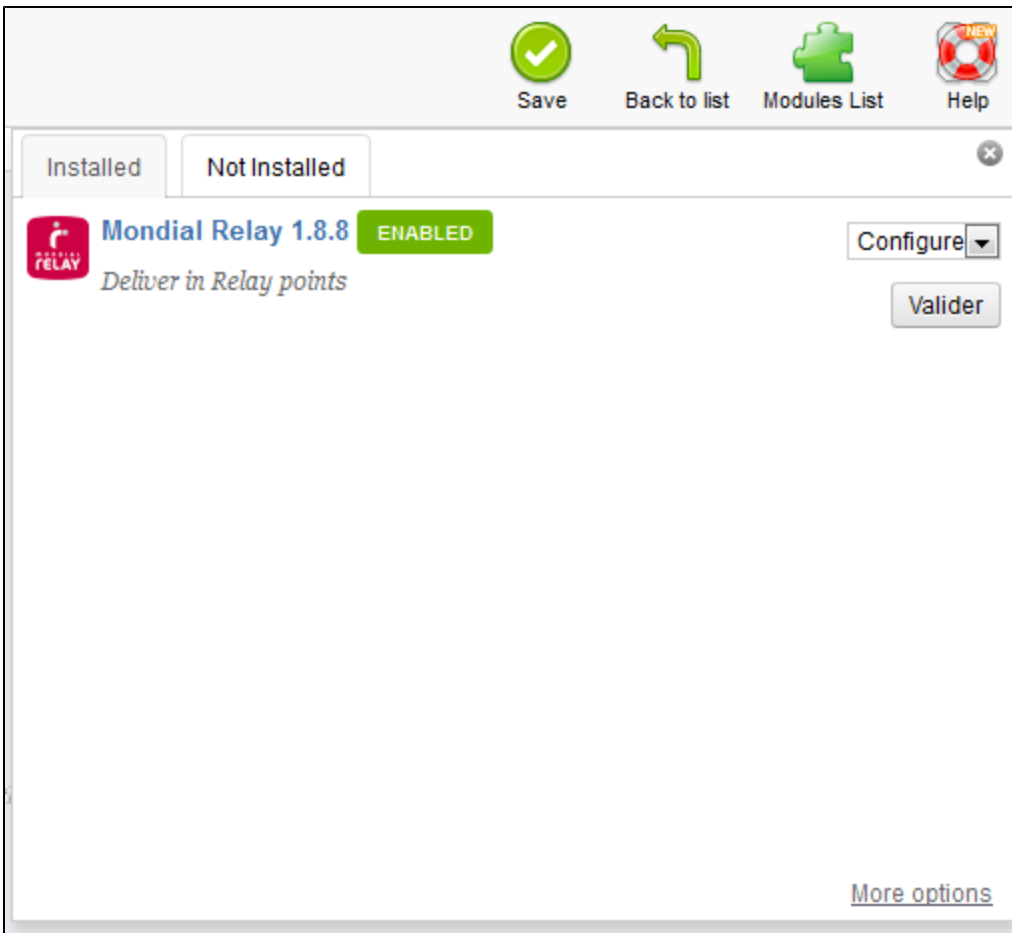 NEW
Save Back to list Modules List Help
Installed Not Installed
Mondial Relay 1.8.8 ENABLED Configure
MONDIAL
RELAY
Deliver in Relay points
Valider
More options